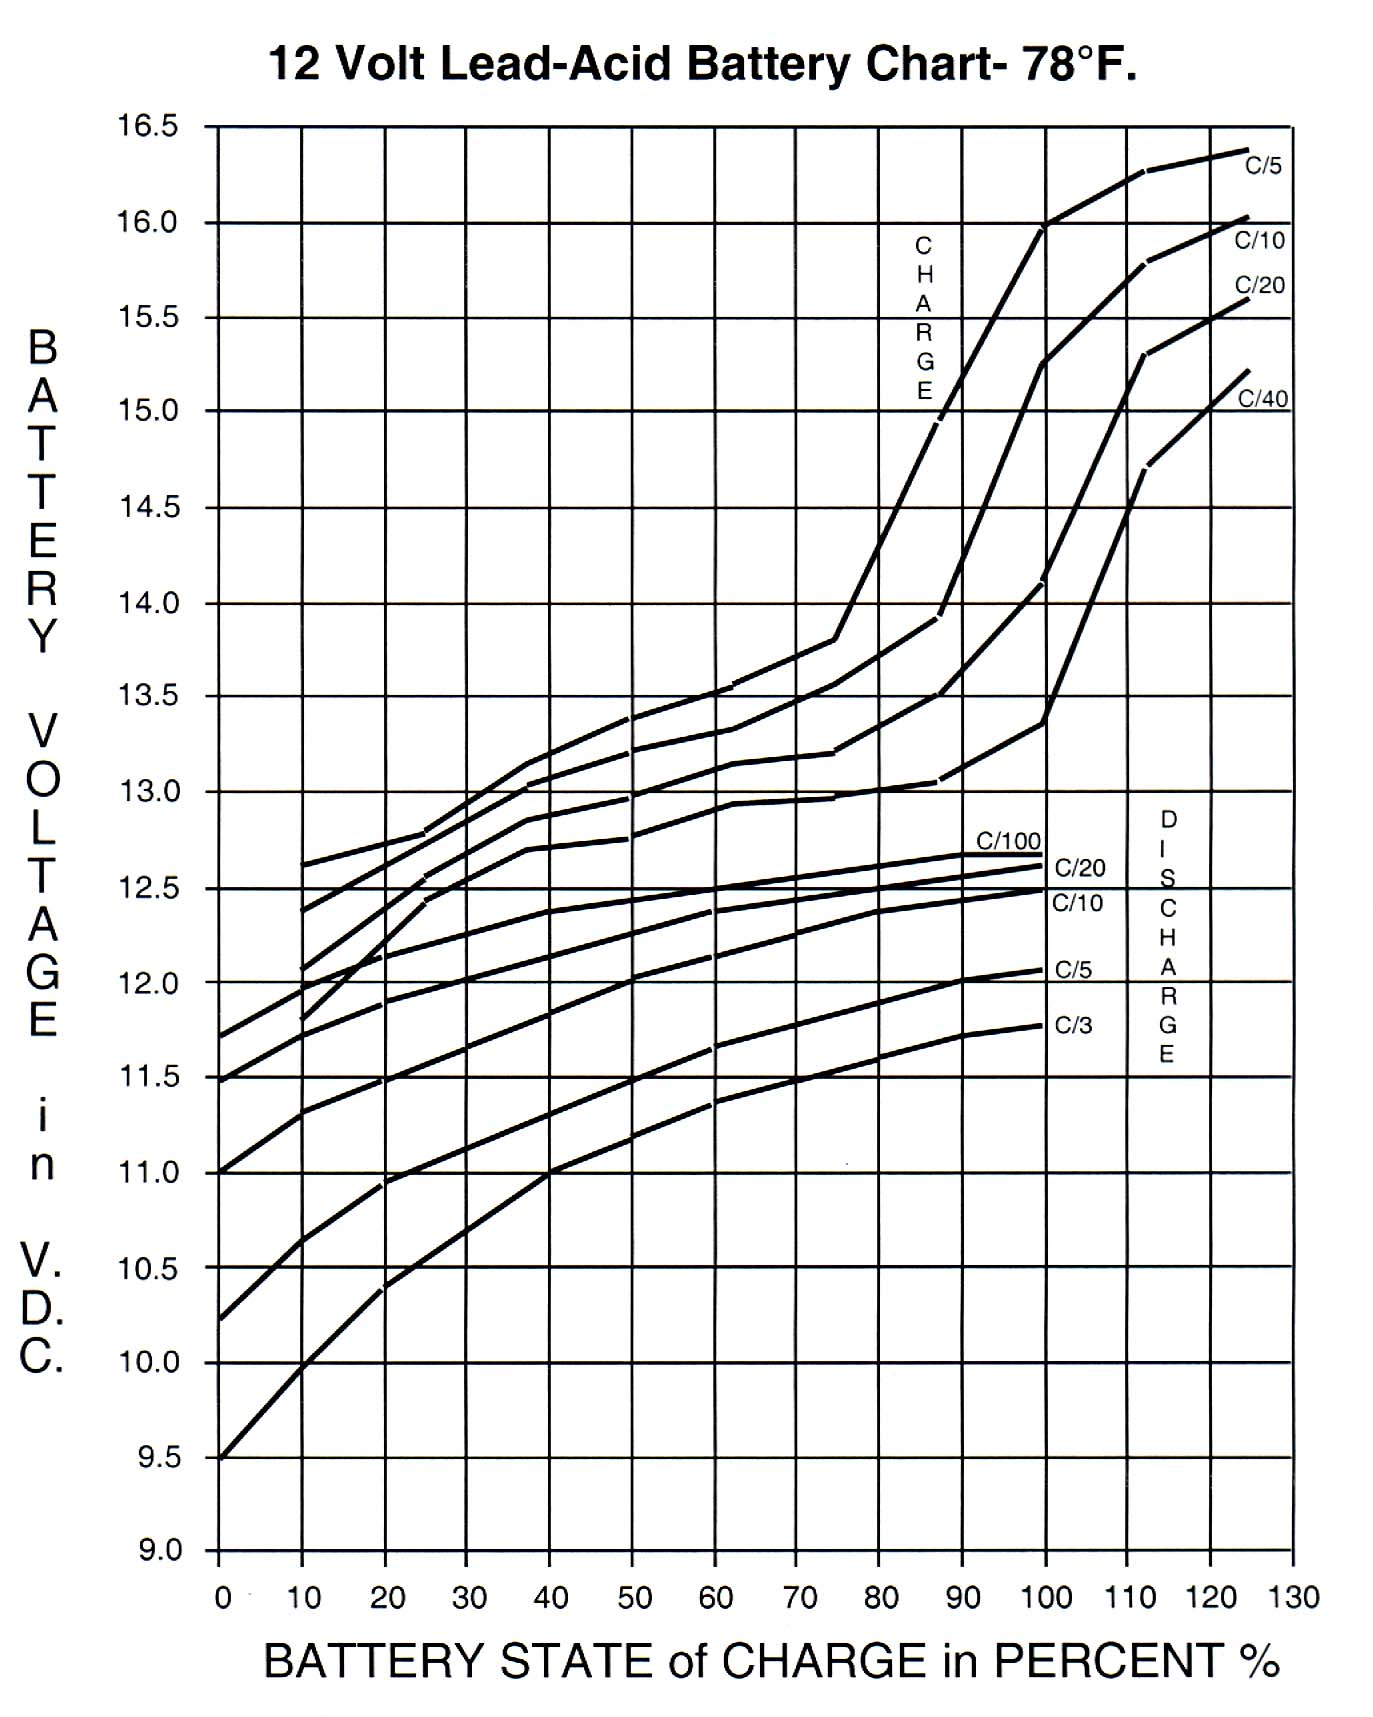 12 Volt Lead-Acid Battery Chart- 78°F.
BATTERY VOLTAGE in V.D.C.
16.5
16.0
15.5
15.0
14.5
14.0
13.5
13.0
12.5
12.0
11.5
11.0
10.5
10.0
9.5
9.0
CHARGE
C/5
C/10
C/20
C/40
DISCHARGE
C/100
C/20
C/10
C/5
C/3
0 10 20 30 40 50 60 70 80 90 100 110 120 130
BATTERY STATE of CHARGE in PERCENT %